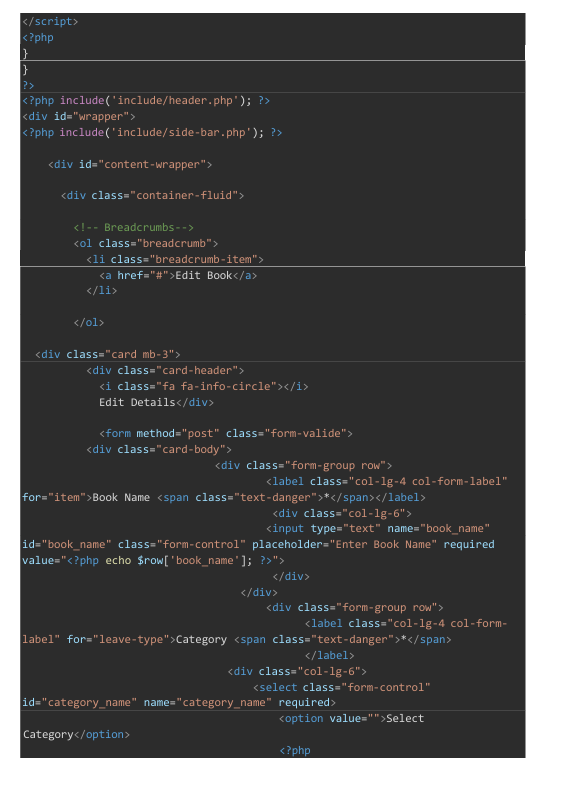 </script>
<?php
}
}
?>
<?php include('include/header.php'); ?>
<div id="wrapper">
<?php include('include/side-bar.php'); ?>
<div id="content-wrapper">
<div class="container-fluid">
<!-- Breadcrumbs-->
<ol class="breadcrumb">
<li class="breadcrumb-item">
<a href="#">Edit Book</a>
</li>
</ol>
<div class="card mb-3">
<div class="card-header">
<i class="fa fa-info-circle"></i>
Edit Details</div>
<form method="post" class="form-valide">
<div class="card-body">
<div class="form-group row">
<label class="col-lg-4 col-form-label"
for="item">Book Name <span class="text-danger">*</span></label>
<div class="col-lg-6">
<input type="text" name="book_name"
id="book_name" class="form-control" placeholder="Enter Book Name" required
value="<?php echo $row['book_name']; ?>">
</div>
</div>
<div class="form-group row">
<label class="col-lg-4 col-form-
label" for="leave-type">Category <span class="text-danger">*</span>
</label>
<div class="col-lg-6">
<select class="form-control"
id="category_name" name="category_name" required>
<option value="">Select
Category</option>
<?php